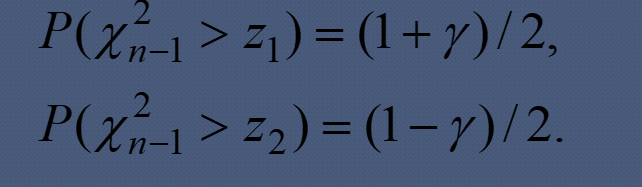 P(χ²ₙ₋₁ > z₁) = (1 + γ) / 2,
P(χ²ₙ₋₁ > z₂) = (1 − γ) / 2.